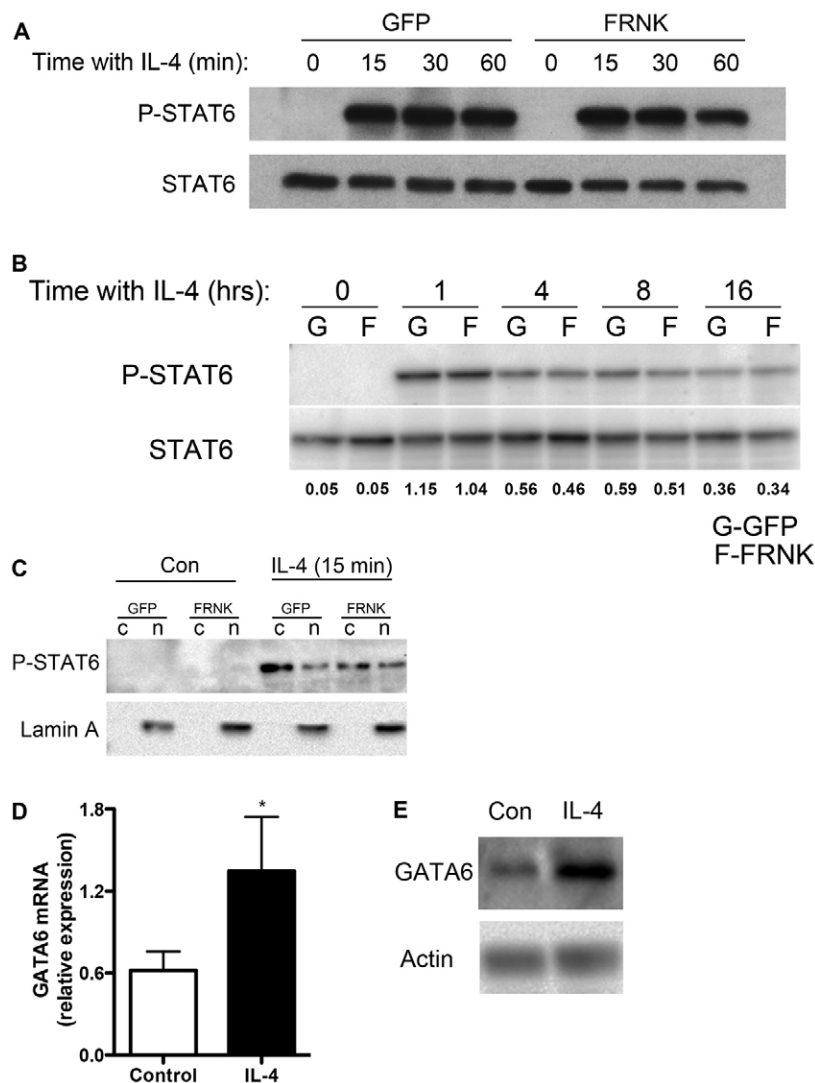 A
GFP FRNK
Time with IL-4 (min): 0 15 30 60 0 15 30 60
P-STAT6
STAT6
B
Time with IL-4 (hrs): 0 1 4 8 16
G F G F G F G F G F
P-STAT6
STAT6
0.05 0.05 1.15 1.04 0.56 0.46 0.59 0.51 0.36 0.34
G-GFP
F-FRNK
C
Con IL-4 (15 min)
GFP FRNK GFP FRNK
c n c n c n c n
P-STAT6
Lamin A
D
GATA6 mRNA
(relative expression)
1.8
*
1.2
0.6
0.0
Control IL-4
E
Con IL-4
GATA6
Actin